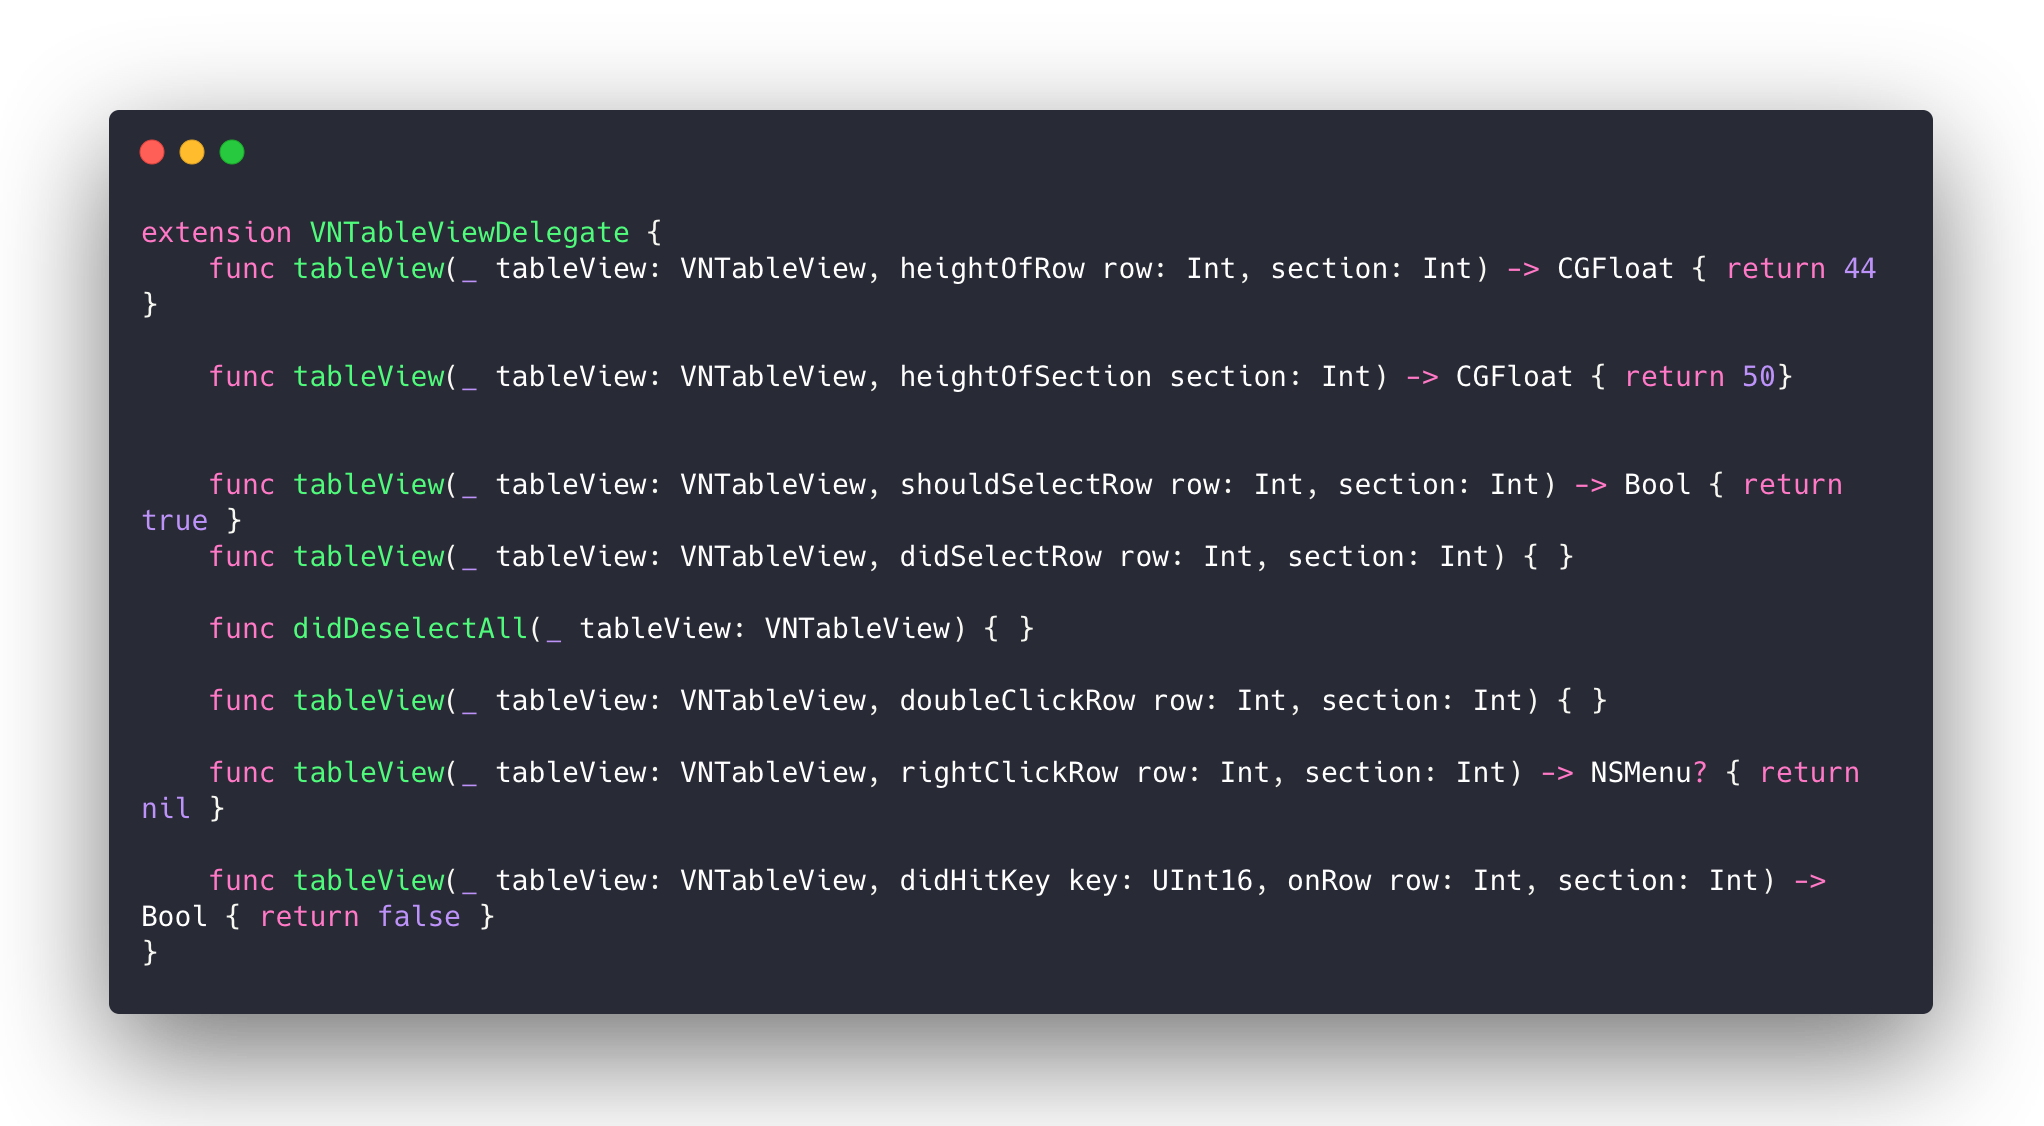 extension VNTableViewDelegate {
    func tableView(_ tableView: VNTableView, heightOfRow row: Int, section: Int) -> CGFloat { return 44
}
    func tableView(_ tableView: VNTableView, heightOfSection section: Int) -> CGFloat { return 50}
    func tableView(_ tableView: VNTableView, shouldSelectRow row: Int, section: Int) -> Bool { return
true }
    func tableView(_ tableView: VNTableView, didSelectRow row: Int, section: Int) { }
    func didDeselectAll(_ tableView: VNTableView) { }
    func tableView(_ tableView: VNTableView, doubleClickRow row: Int, section: Int) { }
    func tableView(_ tableView: VNTableView, rightClickRow row: Int, section: Int) -> NSMenu? { return
nil }
    func tableView(_ tableView: VNTableView, didHitKey key: UInt16, onRow row: Int, section: Int) ->
Bool { return false }
}